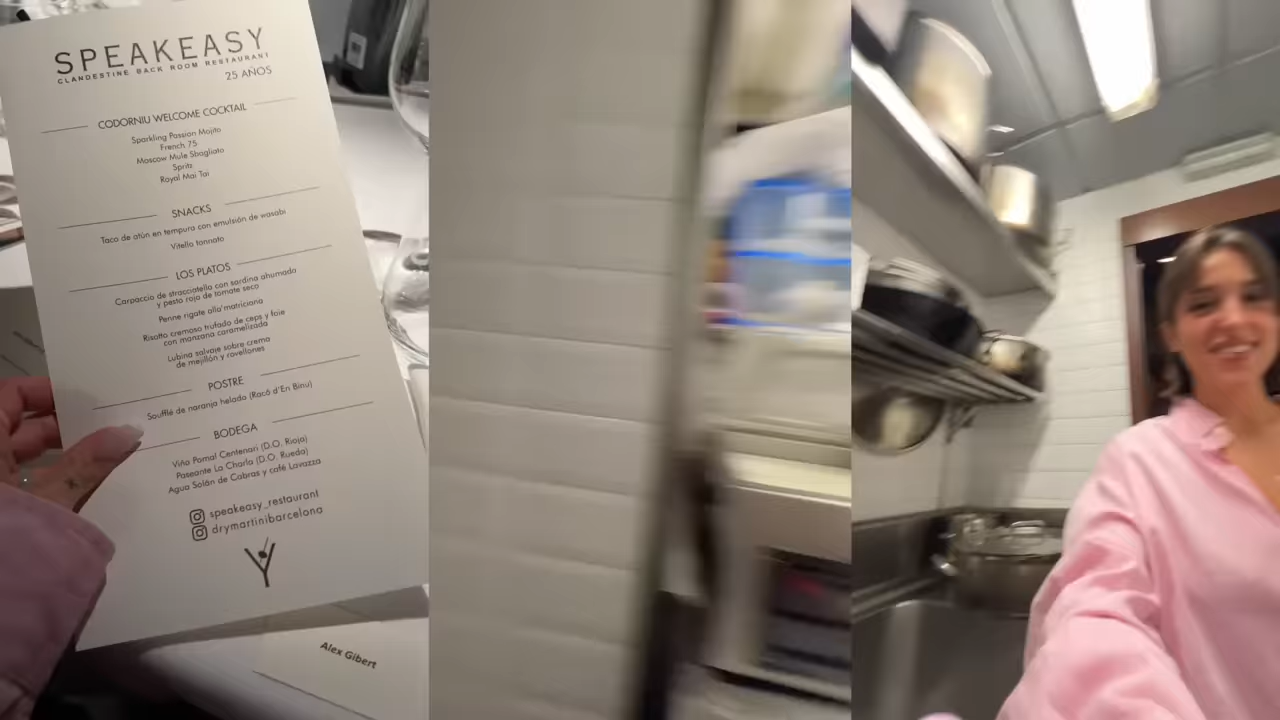 SPEAKEASY
CLANDESTINE BACK ROOM RESTAURANT
25 AÑOS
CODORNIU WELCOME COCKTAIL
Sparkling Passion Mojito
French 75
Moscow Mule Sbagliato
Spritz
Royal Mai Tai
SNACKS
Taco de atún en tempura con emulsión de wasabi
Vitello tonnato
LOS PLATOS
Carpaccio de stracciatella con sardina ahumada
y pesto rojo de tomate seco
Penne rigate alla matriciana
Risotto cremoso trufado de ceps y foie
con manzana caramelizada
Lubina salvaje sobre crema
de mejillón y rovellones
POSTRE
Soufflé de naranja helado (Racó d'En Binu)
BODEGA
Viña Pomal Centenari (D.O. Rioja)
Paseante La Charla (D.O. Rueda)
Agua Solán de Cabras y café Lavazza
speakeasy_restaurant
drymartinibarcelona
Alex Gibert